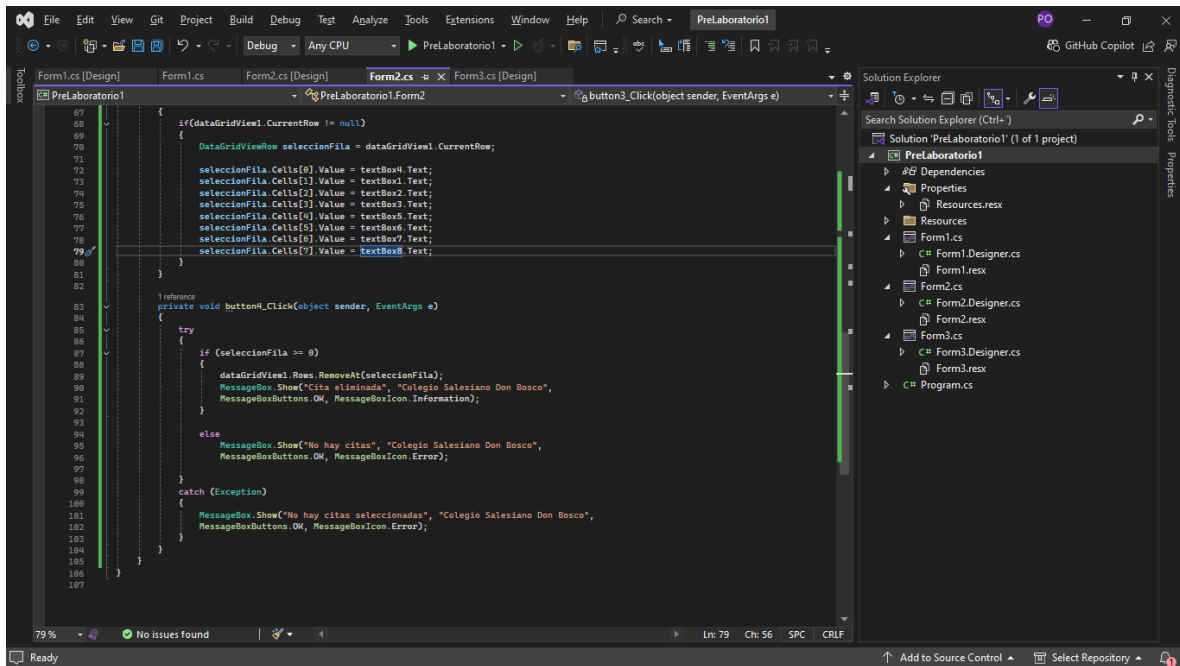 File Edit View Git Project Build Debug Test Analyze Tools Extensions Window Help Search PreLaboratorio1 PO
Debug Any CPU PreLaboratorio1 GitHub Copilot
Toolbox
Form1.cs [Design] Form1.cs Form2.cs [Design] Form2.cs Form3.cs [Design]
PreLaboratorio1 PreLaboratorio1.Form2 button3_Click(object sender, EventArgs e)
67 {
68 if(dataGridView1.CurrentRow != null)
69 {
70 DataGridViewRow seleccionFila = dataGridView1.CurrentRow;
71
72 seleccionFila.Cells[0].Value = textBox4.Text;
73 seleccionFila.Cells[1].Value = textBox1.Text;
74 seleccionFila.Cells[2].Value = textBox2.Text;
75 seleccionFila.Cells[3].Value = textBox3.Text;
76 seleccionFila.Cells[4].Value = textBox5.Text;
77 seleccionFila.Cells[5].Value = textBox6.Text;
78 seleccionFila.Cells[6].Value = textBox7.Text;
79 seleccionFila.Cells[7].Value = textBox8.Text;
80 }
81 }
82
1 reference
83 private void button4_Click(object sender, EventArgs e)
84 {
85 try
86 {
87 if (seleccionFila >= 0)
88 {
89 dataGridView1.Rows.RemoveAt(seleccionFila);
90 MessageBox.Show("Cita eliminada", "Colegio Salesiano Don Bosco",
91 MessageBoxButtons.OK, MessageBoxIcon.Information);
92 }
93
94 else
95 MessageBox.Show("No hay citas", "Colegio Salesiano Don Bosco",
96 MessageBoxButtons.OK, MessageBoxIcon.Error);
97
98 }
99 catch (Exception)
100 {
101 MessageBox.Show("No hay citas seleccionadas", "Colegio Salesiano Don Bosco",
102 MessageBoxButtons.OK, MessageBoxIcon.Error);
103 }
104 }
105 }
106 }
107
79 % No issues found Ln: 79 Ch: 56 SPC CRLF
Solution Explorer
Search Solution Explorer (Ctrl+´)
Solution 'PreLaboratorio1' (1 of 1 project)
C# PreLaboratorio1
Dependencies
Properties
Resources.resx
Resources
Form1.cs
C# Form1.Designer.cs
Form1.resx
Form2.cs
C# Form2.Designer.cs
Form2.resx
Form3.cs
C# Form3.Designer.cs
Form3.resx
C# Program.cs
Diagnostic Tools
Properties
Ready Add to Source Control Select Repository 1